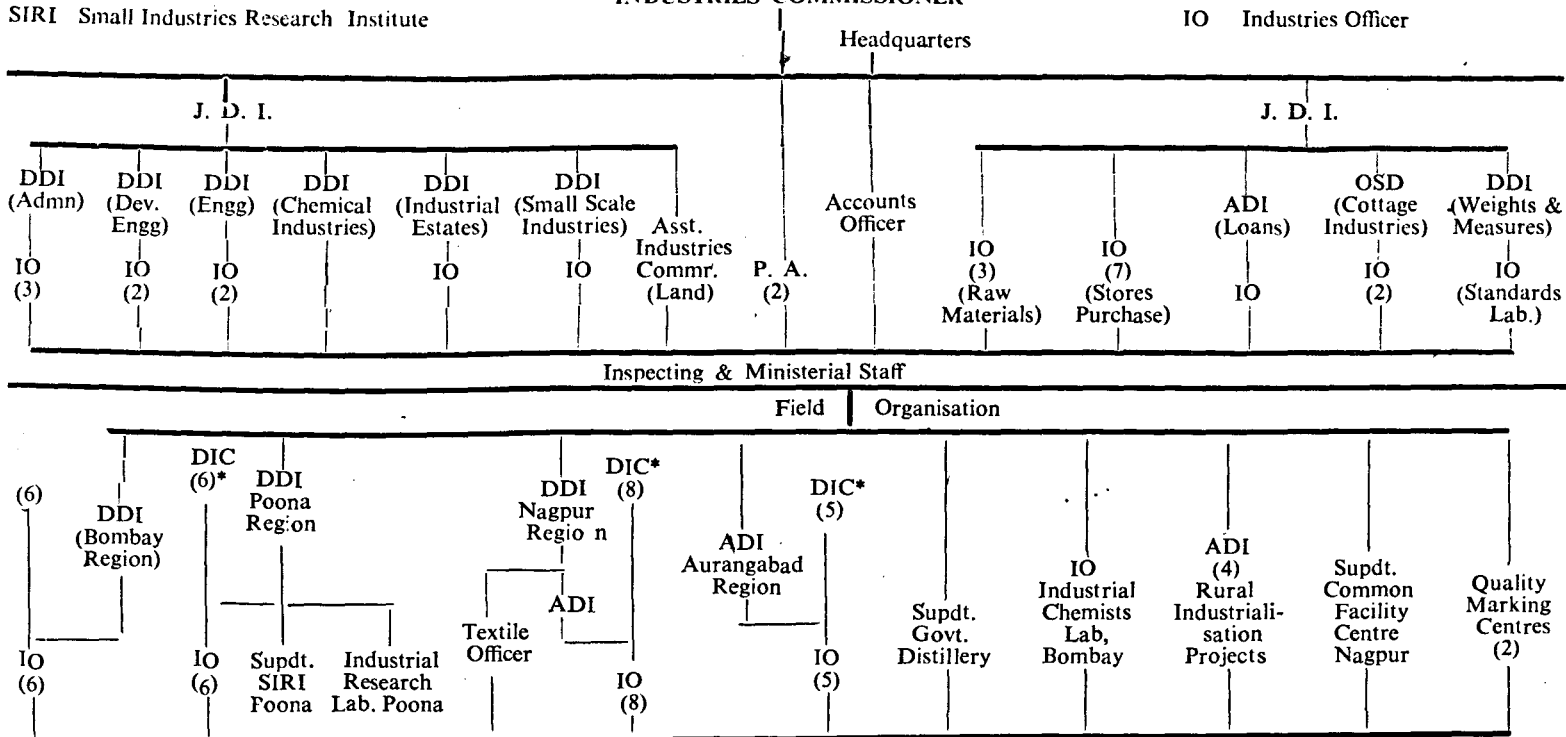 SIRI Small Industries Research Institute
INDUSTRIES COMMISSIONER
IO Industries Officer
Headquarters
J. D. I.
J. D. I.
DDI
(Admn)
IO
(3)
DDI
(Dev.
Engg)
IO
(2)
DDI
(Engg)
IO
(2)
DDI
(Chemical
Industries)
DDI
(Industrial
Estates)
IO
DDI
(Small Scale
Industries)
IO
Asst.
Industries
Commr.
(Land)
P. A.
(2)
Accounts
Officer
IO
(3)
(Raw
Materials)
IO
(7)
(Stores
Purchase)
ADI
(Loans)
IO
OSD
(Cottage
Industries)
IO
(2)
DDI
(Weights &
Measures)
IO
(Standards
Lab.)
Inspecting & Ministerial Staff
Field Organisation
(6)
IO
(6)
DDI
(Bombay
Region)
DIC
(6)*
IO
(6)
DDI
Poona
Region
Supdt.
SIRI
Poona
Industrial
Research
Lab. Poona
DDI
Nagpur
Region
ADI
Textile
Officer
DIC*
(8)
IO
(8)
ADI
Aurangabad
Region
DIC*
(5)
IO
(5)
Supdt.
Govt.
Distillery
IO
Industrial
Chemists
Lab,
Bombay
ADI
(4)
Rural
Industriali-
sation
Projects
Supdt.
Common
Facility
Centre
Nagpur
Quality
Marking
Centres
(2)